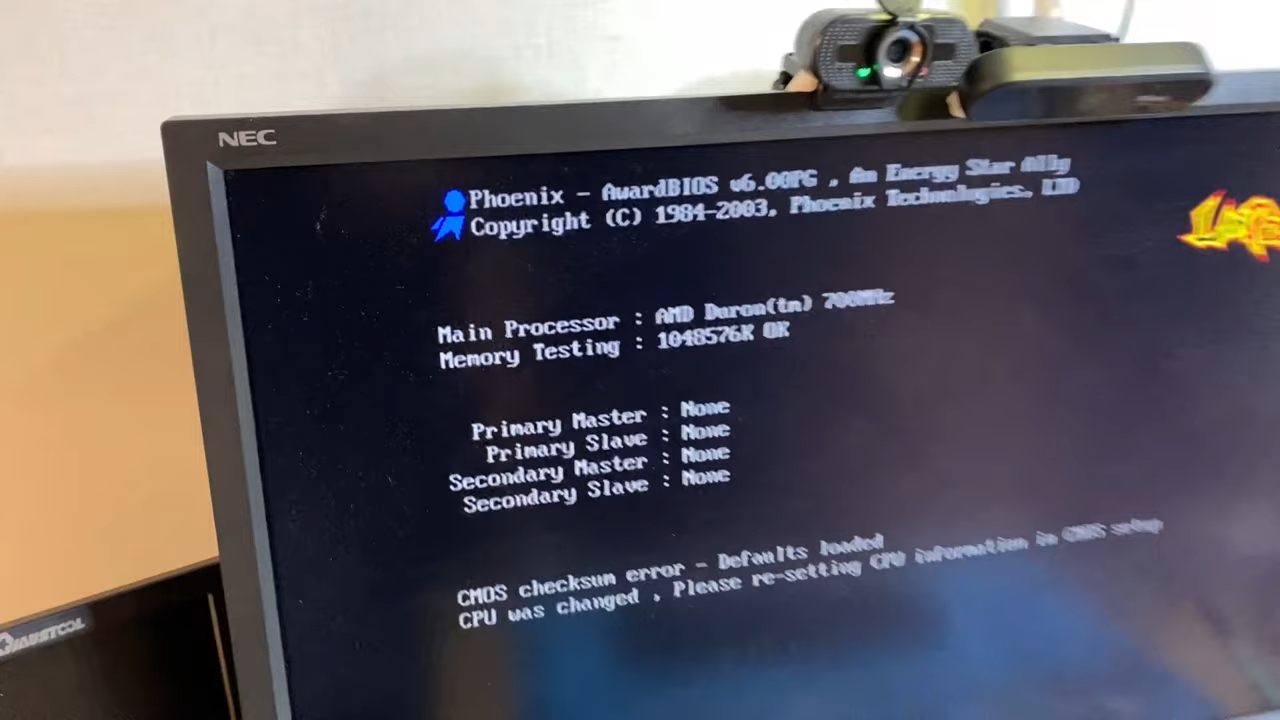 NEC
Phoenix - AwardBIOS v6.00PG , An Energy Star Ally
Copyright (C) 1984-2003, Phoenix Technologies, LTD
Main Processor : AMD Duron(tm) 700MHz
Memory Testing : 1048576K OK
Primary Master : None
Primary Slave : None
Secondary Master : None
Secondary Slave : None
CMOS checksum error - Defaults loaded
CPU was changed , Please re-setting CPU information in CMOS setup